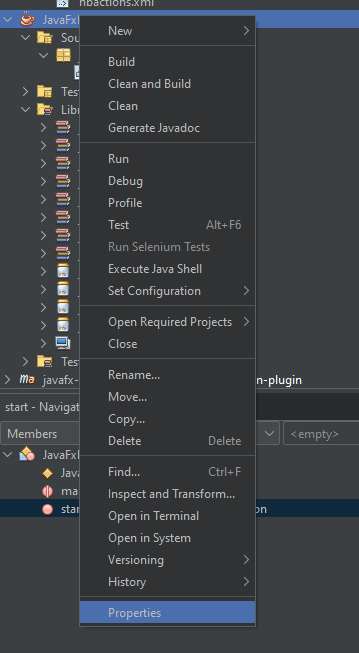 nbactions.xml
JavaFx
New
Sou
Build
Clean and Build
Clean
Tes
Generate Javadoc
Libr
Run
Debug
Profile
Test Alt+F6
Run Selenium Tests
Execute Java Shell
Set Configuration
Open Required Projects
Close
Test
Rename...
javafx- n-plugin
Move...
start - Navigat
Copy...
Members <empty>
Delete Delete
JavaFx
Find... Ctrl+F
Java
ma
Inspect and Transform...
star on
Open in Terminal
Open in System
Versioning
History
Properties